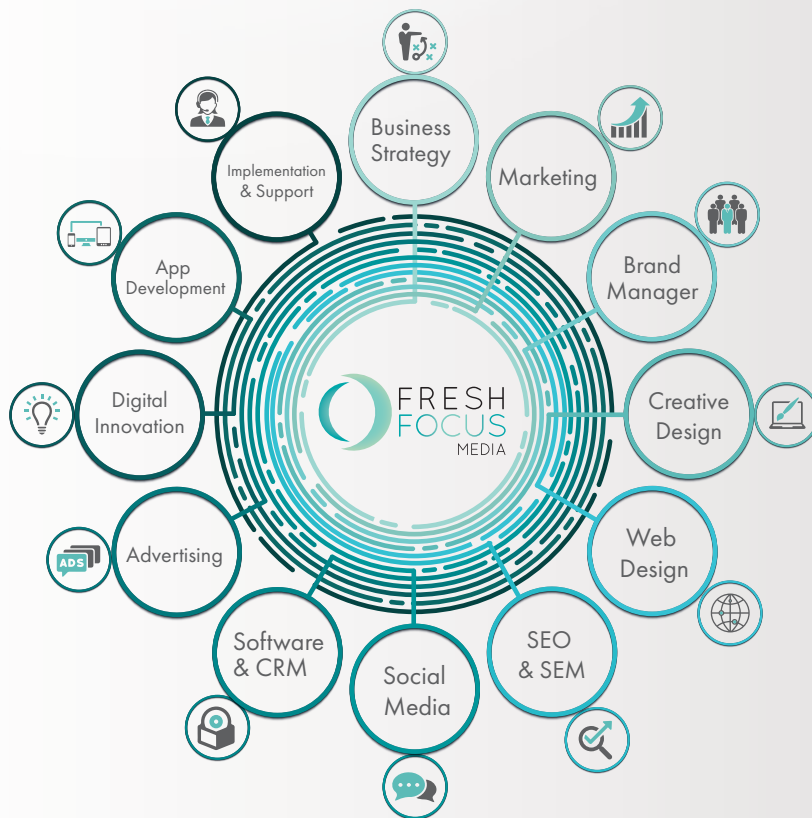 Business
Strategy
Marketing
Brand
Manager
Creative
Design
Web
Design
SEO
& SEM
Social
Media
Software
& CRM
Advertising
ADS
Digital
Innovation
App
Development
Implementation
& Support
FRESH
FOCUS
MEDIA